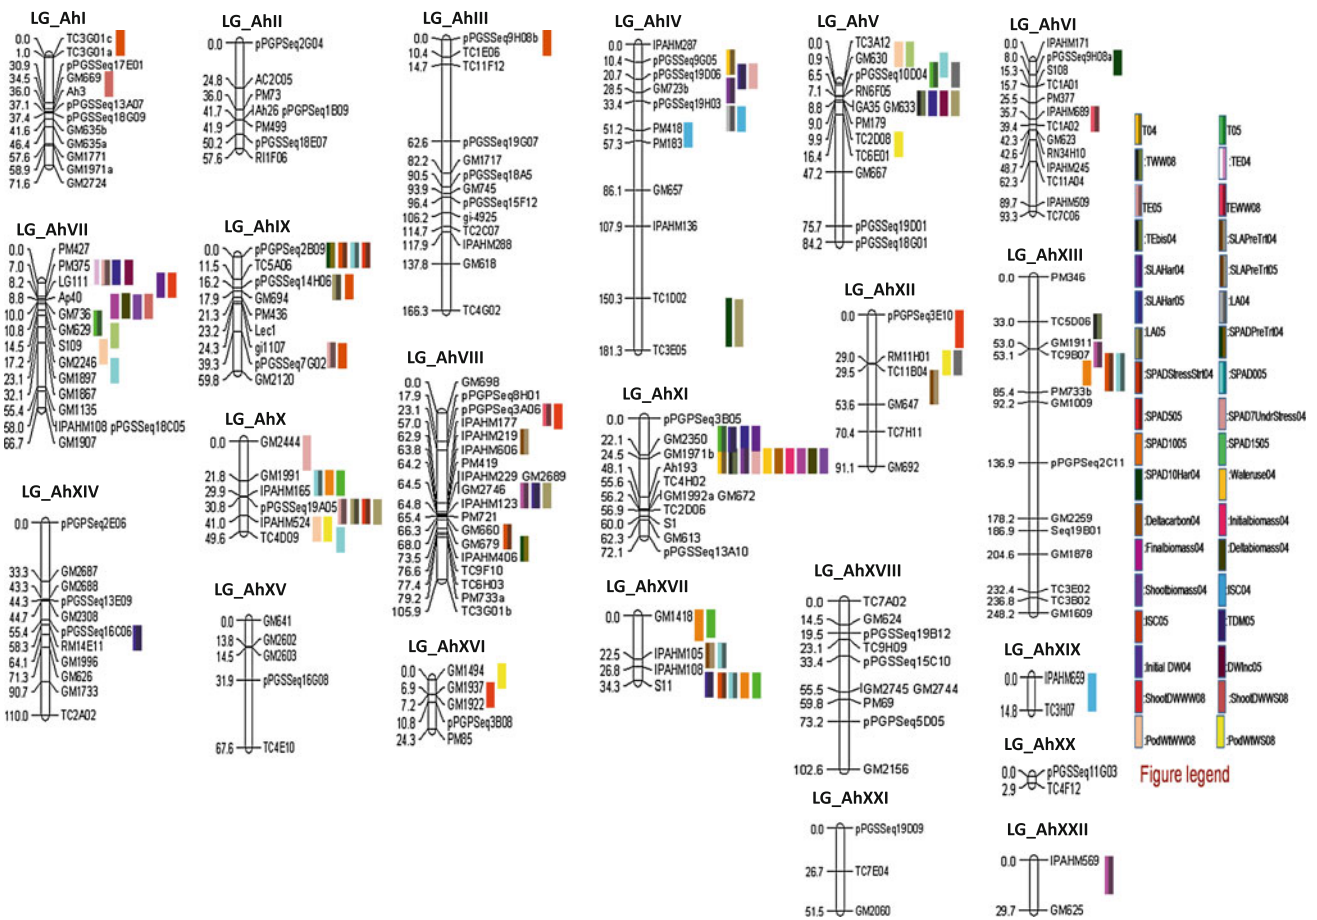 LG_AhI
0.0 TC3G01c
1.0 TC3G01a
30.9 pPGSSeq17E01
34.5 GM669
36.0 Ah3
37.1 pPGSSeq13A07
37.4 pPGSSeq18G09
41.6 GM635b
46.4 GM635a
57.6 GM1771
58.9 GM1971a
71.6 GM2724
LG_AhII
0.0 pPGPSeq2G04
24.8 AC2C05
36.0 PM73
41.7 Ah26 pPGPSeq1B09
41.9 PM499
50.2 pPGSSeq18E07
57.6 RI1F06
LG_AhIII
0.0 pPGSSeq9H08b
10.4 TC1E06
14.7 TC11F12
62.6 pPGSSeq19G07
82.2 GM1717
90.5 pPGSSeq18A5
93.9 GM745
96.4 pPGSSeq15F12
106.2 gi-4925
114.7 TC2C07
117.9 IPAHM288
137.8 GM618
166.3 TC4G02
LG_AhIV
0.0 IPAHM287
10.4 pPGSSeq9G05
20.7 pPGSSeq19D06
28.5 GM723b
33.4 pPGSSeq19H03
51.2 PM418
57.3 PM183
86.1 GM657
107.9 IPAHM136
150.3 TC1D02
181.3 TC3E05
LG_AhV
0.0 TC3A12
0.9 GM630
6.5 pPGSSeq10D04
7.1 RN6F05
8.8 GA35 GM633
9.0 PM179
9.9 TC2D08
16.4 TC6E01
47.2 GM667
75.7 pPGSSeq19D01
84.2 pPGSSeq18G01
LG_AhVI
0.0 IPAHM171
8.0 pPGSSeq9H08a
15.3 S108
15.7 TC1A01
25.5 PM377
35.7 IPAHM689
39.4 TC1A02
42.3 GM623
42.6 RN34H10
48.7 IPAHM245
62.3 TC11A04
89.7 IPAHM509
93.3 TC7C06
LG_AhVII
0.0 PM427
7.0 PM375
8.2 LG111
8.8 Ap40
10.0 GM736
10.8 GM629
14.5 S109
17.2 GM2246
23.1 GM1897
32.1 GM1867
55.4 GM1135
58.0 IPAHM108 pPGSSeq18C05
66.7 GM1907
LG_AhIX
0.0 pPGPSeq2B09
11.5 TC5A06
16.2 pPGSSeq14H06
17.9 GM694
21.3 PM436
23.2 Lec1
24.3 gi1107
39.3 pPGSSeq7G02
59.8 GM2120
LG_AhVIII
0.0 GM698
17.9 pPGPSeq8H01
23.1 pPGSSeq3A06
57.0 IPAHM177
62.9 IPAHM219
63.8 IPAHM606
64.2 PM419
64.5 IPAHM229 GM2689
GM2746
64.8 IPAHM123
65.4 PM721
66.3 GM660
68.0 GM679
73.5 IPAHM406
76.6 TC9F10
77.4 TC6H03
79.2 PM733a
105.9 TC3G01b
LG_AhX
0.0 GM2444
21.8 GM1991
29.9 IPAHM165
30.8 pPGSSeq19A05
41.0 IPAHM524
49.6 TC4D09
LG_AhXI
0.0 pPGPSeq3B05
22.1 GM2350
24.5 GM1971b
48.1 Ah193
55.6 TC4H02
56.2 GM1992a GM672
56.9 TC2D06
60.0 S1
62.3 GM613
72.1 pPGSSeq13A10
LG_AhXII
0.0 pPGPSeq3E10
29.0 RM11H01
29.5 TC11B04
53.6 GM647
70.4 TC7H11
91.1 GM692
LG_AhXIII
0.0 PM346
33.0 TC5D06
53.0 GM1911
53.1 TC9B07
85.4 PM733b
92.2 GM1009
136.9 pPGPSeq2C11
178.2 GM2259
186.9 Seq19B01
204.6 GM1878
232.4 TC3E02
236.8 TC3B02
248.2 GM1609
LG_AhXIV
0.0 pPGPSeq2E06
33.3 GM2687
43.3 GM2688
44.3 pPGSSeq13E09
44.7 GM2308
55.4 pPGSSeq16C06
58.3 RM14E11
64.1 GM1996
71.3 GM626
90.7 GM1733
110.0 TC2A02
LG_AhXV
0.0 GM641
13.8 GM2602
14.5 GM2603
31.9 pPGSSeq16G08
67.6 TC4E10
LG_AhXVI
0.0 GM1494
6.9 GM1937
7.2 GM1922
10.8 pPGPSeq3B08
24.3 PM85
LG_AhXVII
0.0 GM1418
22.5 IPAHM105
26.8 IPAHM108
34.3 S11
LG_AhXVIII
0.0 TC7A02
14.5 GM624
19.5 pPGSSeq19B12
23.1 TC9H09
33.4 pPGSSeq15C10
55.5 GM2745 GM2744
59.8 PM69
73.2 pPGPSeq5D05
102.6 GM2156
LG_AhXIX
0.0 IPAHM659
14.8 TC3H07
LG_AhXX
0.0 pPGSSeq11G03
2.9 TC4F12
LG_AhXXI
0.0 pPGSSeq19D09
26.7 TC7E04
51.5 GM2060
LG_AhXXII
0.0 IPAHM569
29.7 GM625
T04 T05
:TWW08 :TE04
TE05 TEWW08
:TEbis04 :SLAPreTrt04
:SLAHar04 :SLAPreTrt05
:SLAHar05 :LA04
:LA05 :SPADPreTrt04
:SPADStressStrt04 :SPAD005
:SPAD505 :SPAD7UndrStress04
:SPAD1005 :SPAD1505
:SPAD10Har04 :Wateruse04
:Deltacarbon04 :Initialbiomass04
:Finalbiomass04 :Deltabiomass04
:Shootbiomass04 :ISC04
:ISC05 :TDM05
:Initial DW04 :DWInc05
:ShootDWWW08 :ShootDWWS08
:PodWtWW08 :PodWtWS08
Figure legend